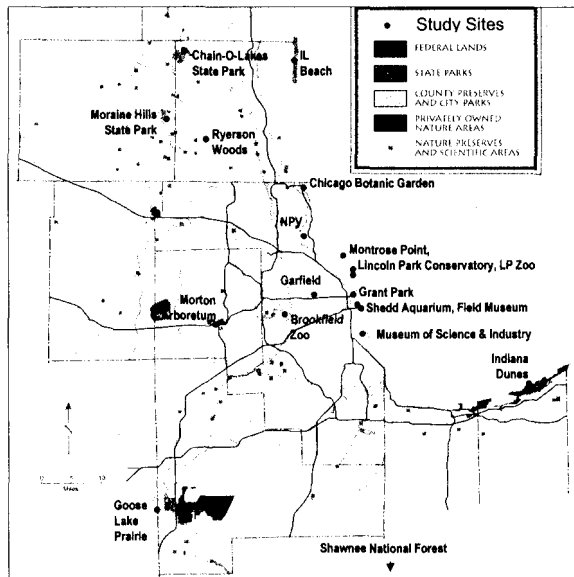 Study Sites
FEDERAL LANDS
STATE PARKS
COUNTY PRESERVES
AND CITY PARKS
PRIVATELY OWNED
NATURE AREAS
NATURE PRESERVES
AND SCIENTIFIC AREAS
Chain-O-Lakes
State Park
IL
Beach
Moraine Hills
State Park
Ryerson
Woods
Chicago Botanic Garden
NPV
Montrose Point,
Lincoln Park Conservatory, LP Zoo
Garfield
Grant Park
Morton
Arboretum
Shedd Aquarium, Field Museum
Brookfield
Zoo
Museum of Science & Industry
Indiana
Dunes
Miles
Goose
Lake
Prairie
Shawnee National Forest